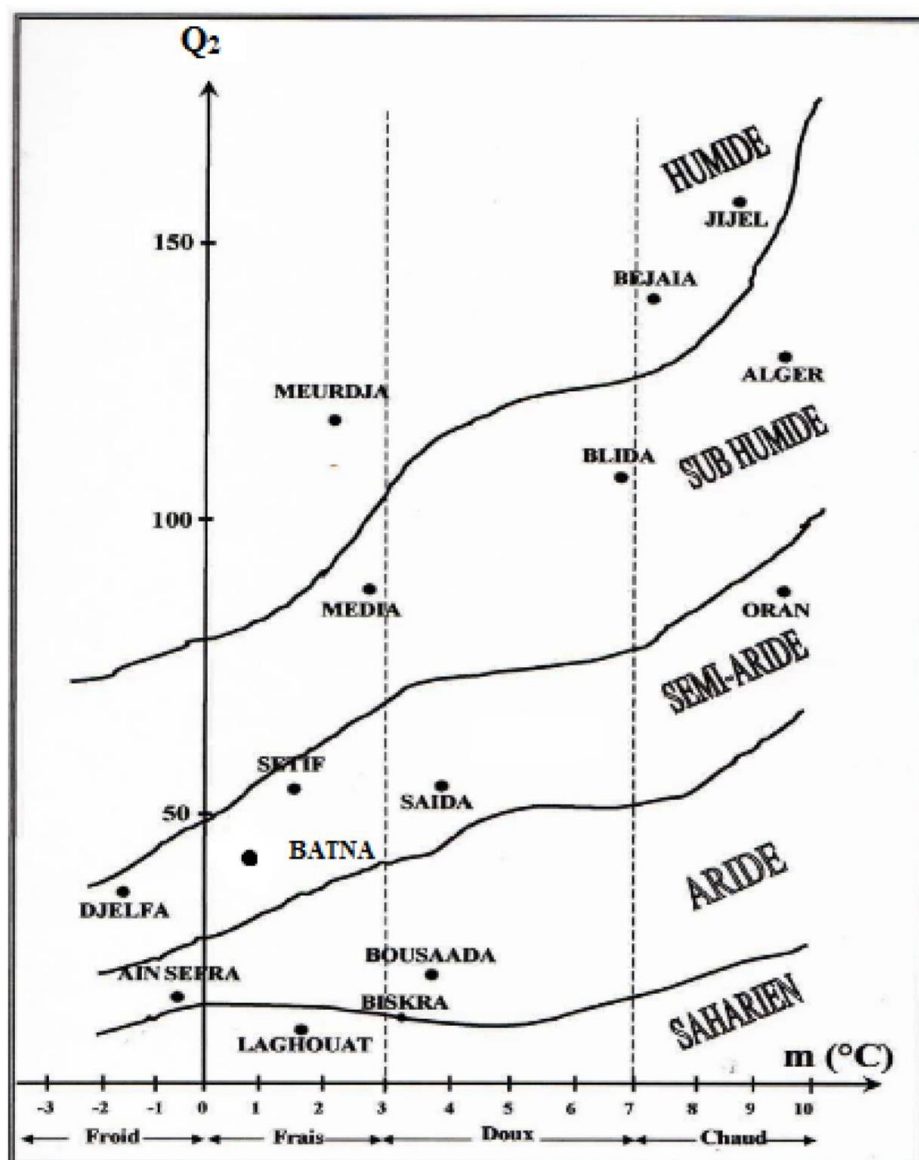 Q2
HUMIDE
JIJEL
150
BEJAIA
ALGER
MEURDJA
SUB HUMIDE
BLIDA
100
MEDIA
ORAN
SEMI-ARIDE
SETIF
SAIDA
50
BATNA
ARIDE
DJELFA
BOUSAADA
AIN SEFRA
BISKRA
SAHARIEN
LAGHOUAT
m (°C)
-3 -2 -1 0 1 2 3 4 5 6 7 8 9 10
Froid Frais Doux Chaud